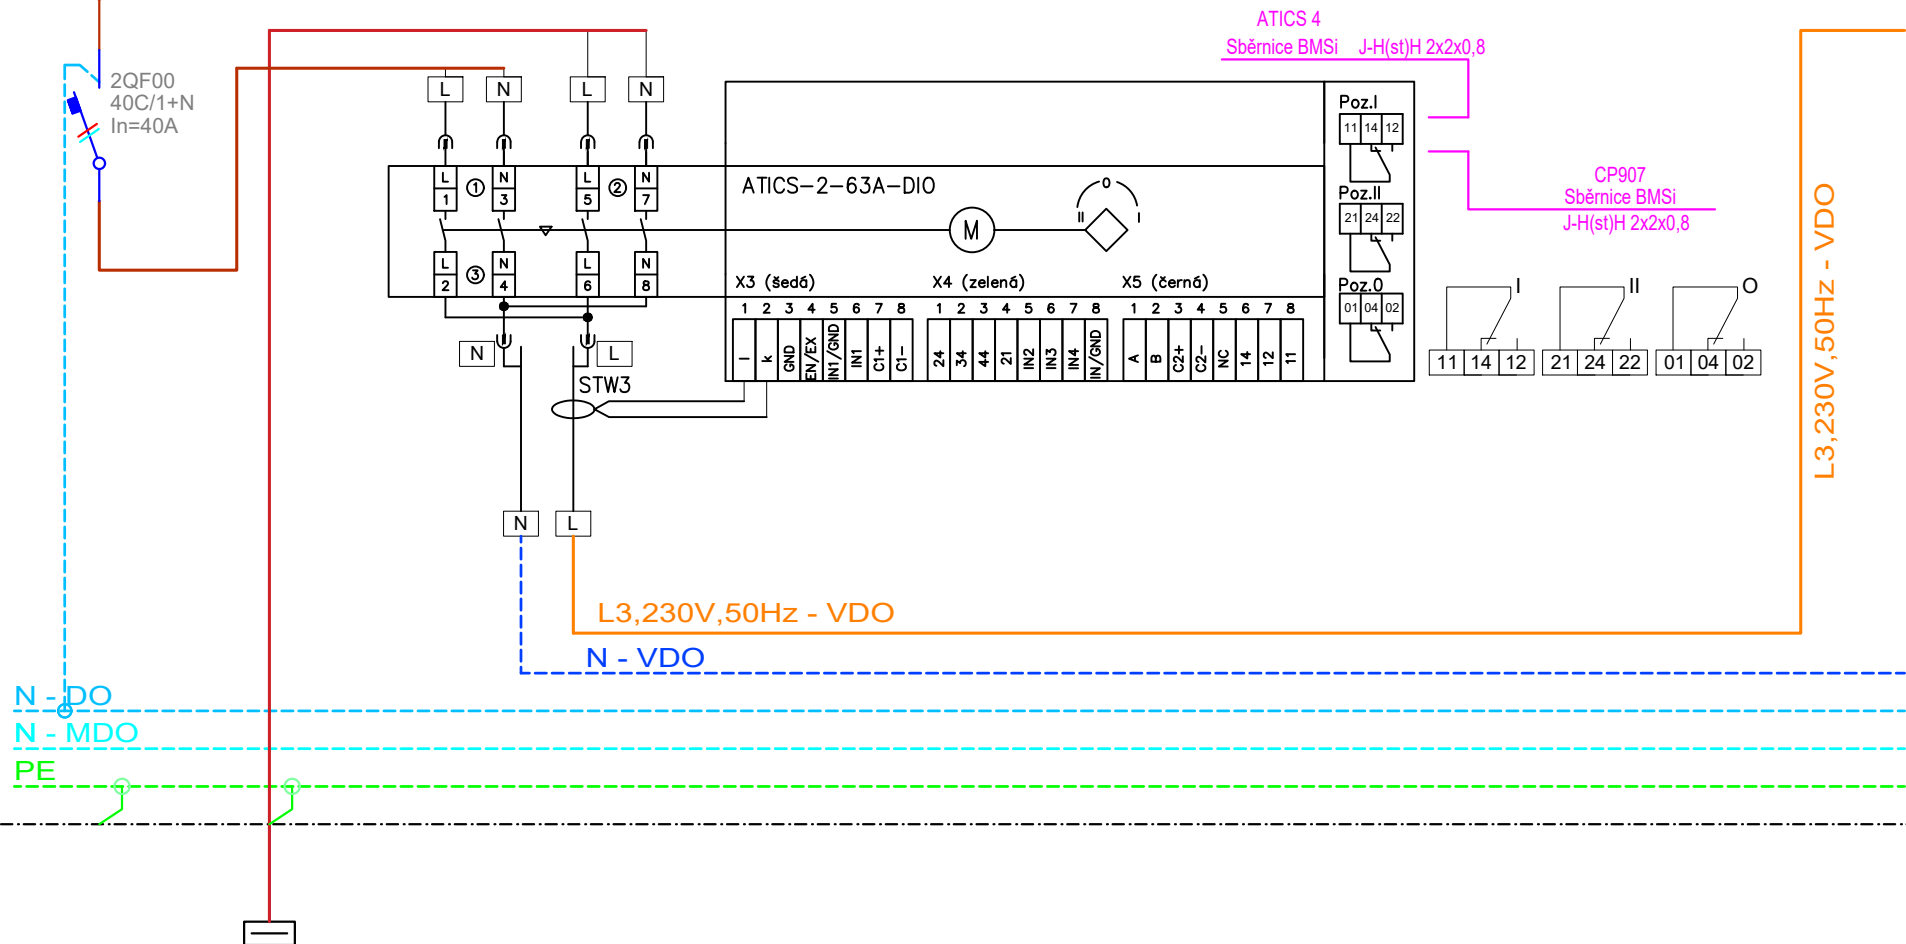 ATICS 4
Sběrnice BMSi J-H(st)H 2x2x0,8
2QF00
40C/1+N
In=40A
L N L N
Poz.I
11 14 12
L 1 ① N 3 L 5 ② N 7
ATICS-2-63A-DIO
0
II I
M
Poz.II
21 24 22
CP907
Sběrnice BMSi
J-H(st)H 2x2x0,8
L 2 ③ N 4 L 6 N 8
X3 (šedá) X4 (zelená) X5 (černá)
Poz.0
01 04 02
1 2 3 4 5 6 7 8 1 2 3 4 5 6 7 8 1 2 3 4 5 6 7 8
l k GND EN/EX IN1/GND IN1 C1+ C1- 24 34 44 21 IN2 IN3 IN4 IN/GND A B C2+ C2- NC 14 12 11
I II O
11 14 12 21 24 22 01 04 02
L3,230V,50Hz - VDO
N L
STW3
N L
L3,230V,50Hz - VDO
N - VDO
N - DO
N - MDO
PE